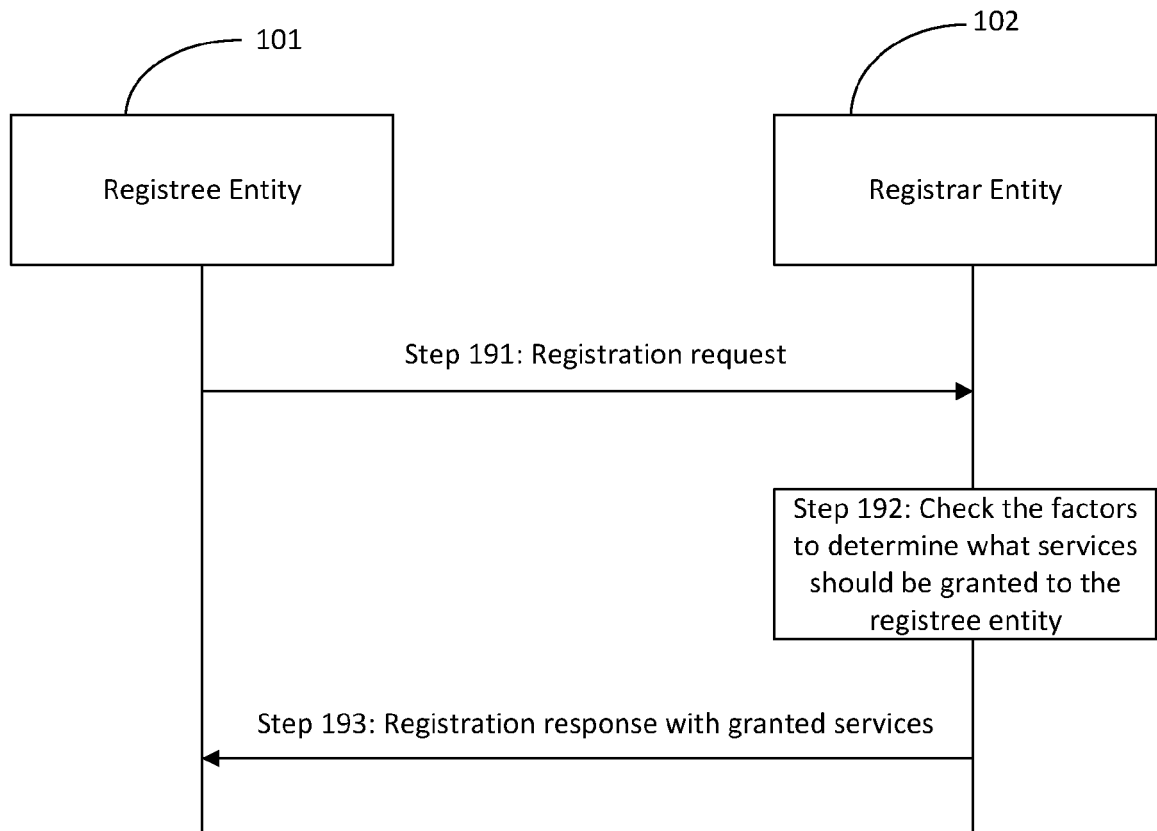 101
102
Registree Entity
Registrar Entity
Step 191: Registration request
Step 192: Check the factors
to determine what services
should be granted to the
registree entity
Step 193: Registration response with granted services